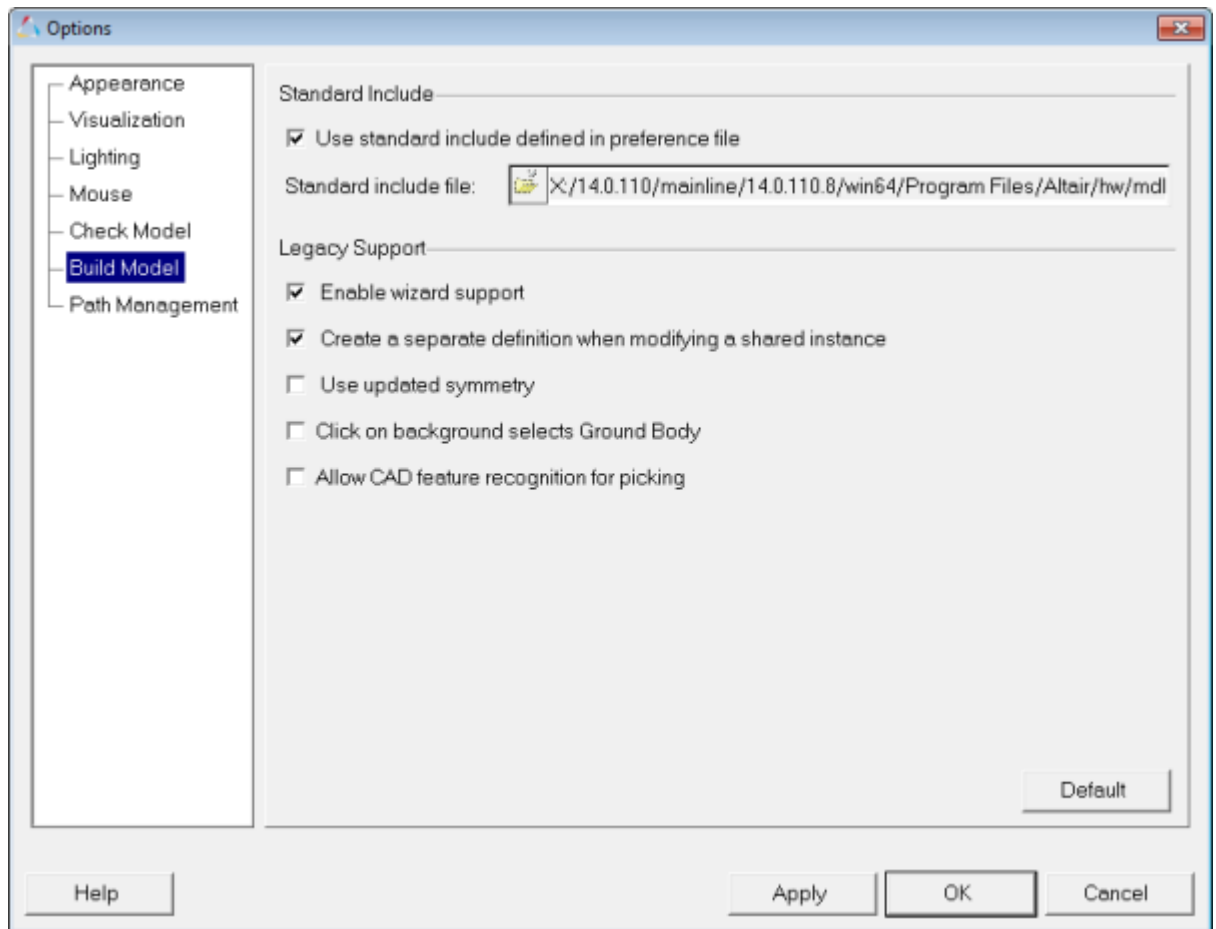 Options
Appearance
Visualization
Lighting
Mouse
Check Model
Build Model
Path Management
Standard Include
Use standard include defined in preference file
Standard include file: X:/14.0.110/mainline/14.0.110.8/win64/Program Files/Altair/hw/mdl
Legacy Support
Enable wizard support
Create a separate definition when modifying a shared instance
Use updated symmetry
Click on background selects Ground Body
Allow CAD feature recognition for picking
Default
Help Apply OK Cancel